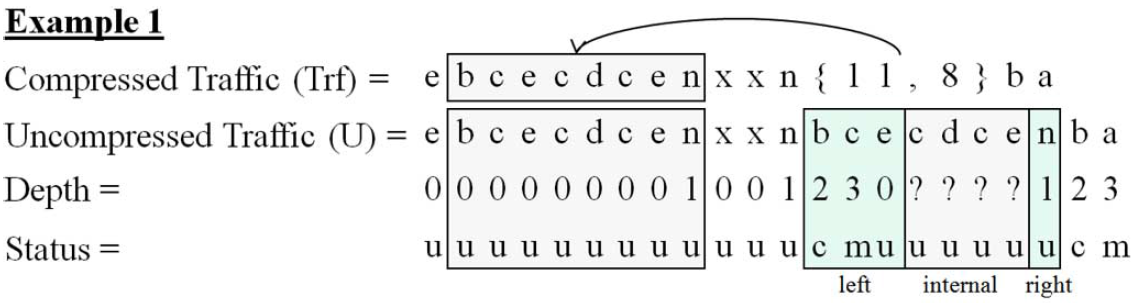 Example 1
Compressed Traffic (Trf) = e b c e c d c e n x x n { 1 1 , 8 } b a
Uncompressed Traffic (U) = e b c e c d c e n x x n b c e c d c e n b a
Depth = 0 0 0 0 0 0 0 0 1 0 0 1 2 3 0 ? ? ? ? 1 2 3
Status = u u u u u u u u u u u u c m u u u u u u c m
left internal right